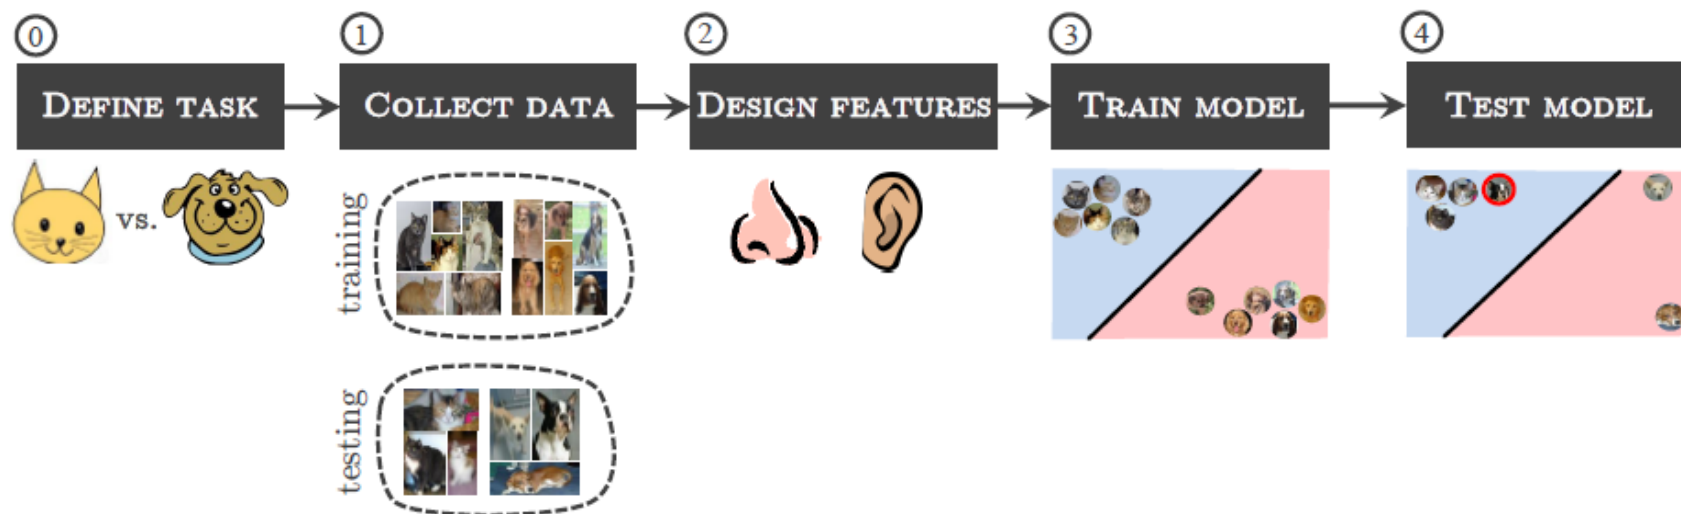 0
1
2
3
4
DEFINE TASK
COLLECT DATA
DESIGN FEATURES
TRAIN MODEL
TEST MODEL
vs.
training
testing